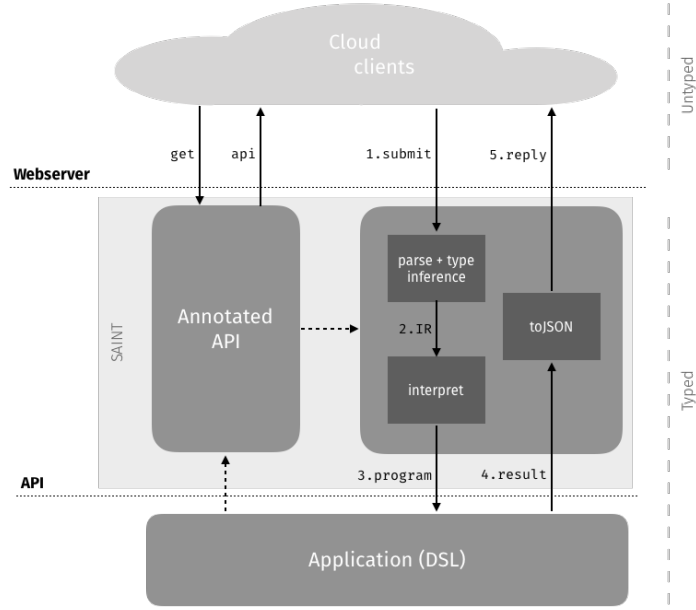 Cloud
clients
Untyped
get
api
1.submit
5.reply
Webserver
parse + type
inference
Annotated
API
2.IR
toJSON
SAINT
interpret
Typed
3.program
4.result
API
Application (DSL)